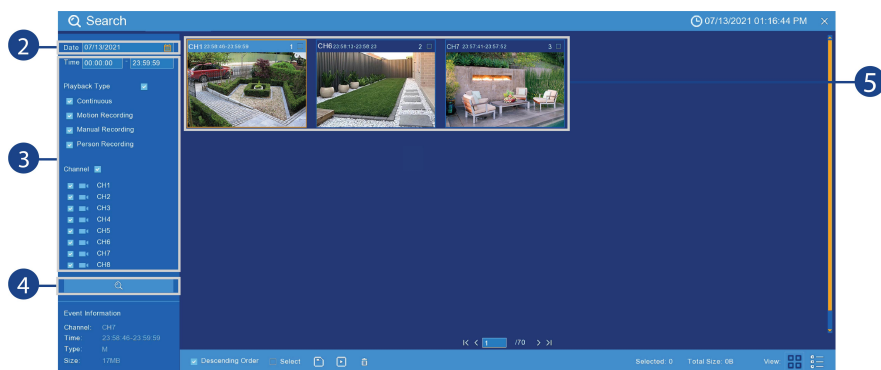 Search
07/13/2021 01:16:44 PM
2
Date 07/13/2021
Time 00:00:00 - 23:59:59
Playback Type
Continuous
Motion Recording
Manual Recording
Person Recording
3
Channel
CH1
CH2
CH3
CH4
CH5
CH6
CH7
CH8
4
Event Information
Channel: CH7
Time: 23:58:46-23:59:59
Type: M
Size: 17MB
CH1 23:58:46-23:59:59 1
CH6 23:58:13-23:58:23 2
CH7 23:57:41-23:57:52 3
5
1 /70
Descending Order
Select
Selected: 0
Total Size: 0B
View: